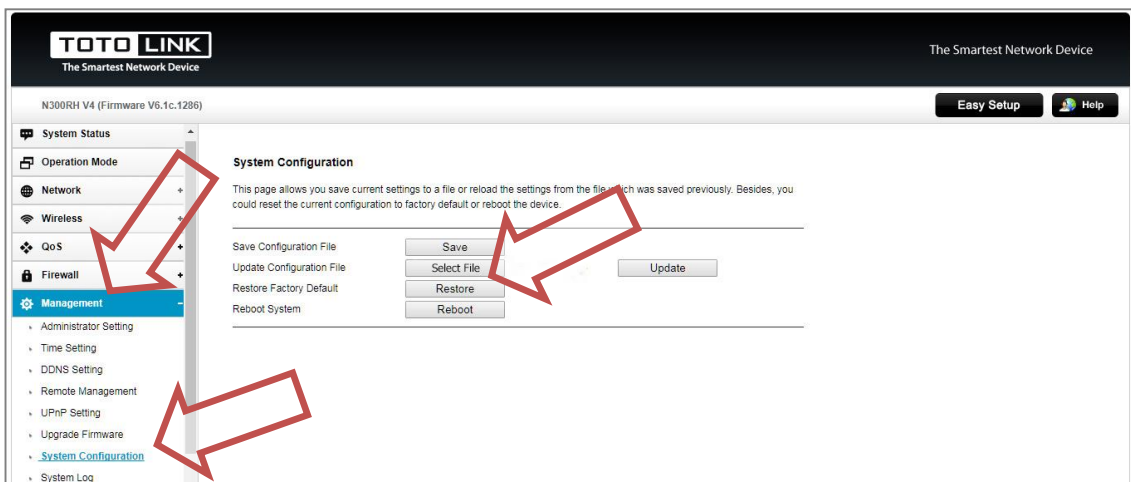 TOTO LINK
The Smartest Network Device
The Smartest Network Device
N300RH V4 (Firmware V6.1c.1286)
Easy Setup
Help
System Status
Operation Mode
Network
Wireless
QoS
Firewall
Management
Administrator Setting
Time Setting
DDNS Setting
Remote Management
UPnP Setting
Upgrade Firmware
System Configuration
System Log
System Configuration
This page allows you save current settings to a file or reload the settings from the file which was saved previously. Besides, you
could reset the current configuration to factory default or reboot the device.
Save Configuration File Save
Update Configuration File Select File Update
Restore Factory Default Restore
Reboot System Reboot